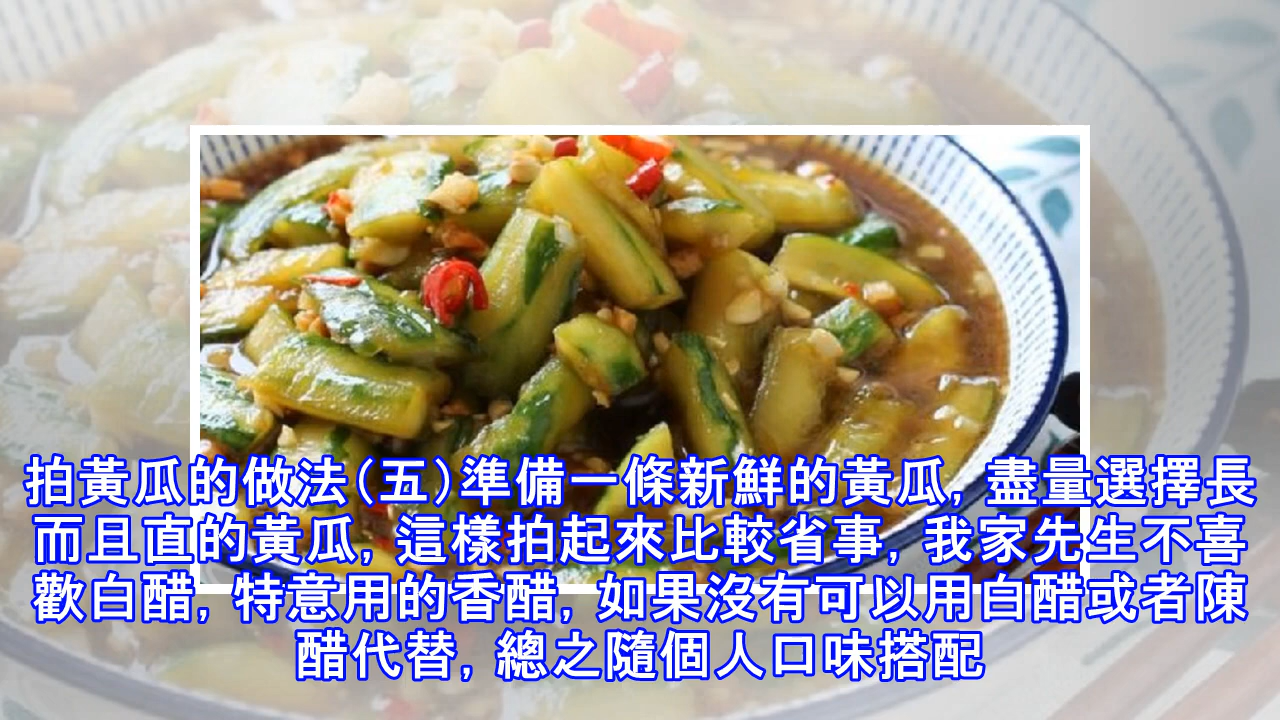 拍黃瓜的做法(五)準備一條新鮮的黃瓜, 盡量選擇長
而且直的黃瓜, 這樣拍起來比較省事, 我家先生不喜
歡白醋, 特意用的香醋, 如果沒有可以用白醋或者陳
醋代替, 總之隨個人口味搭配